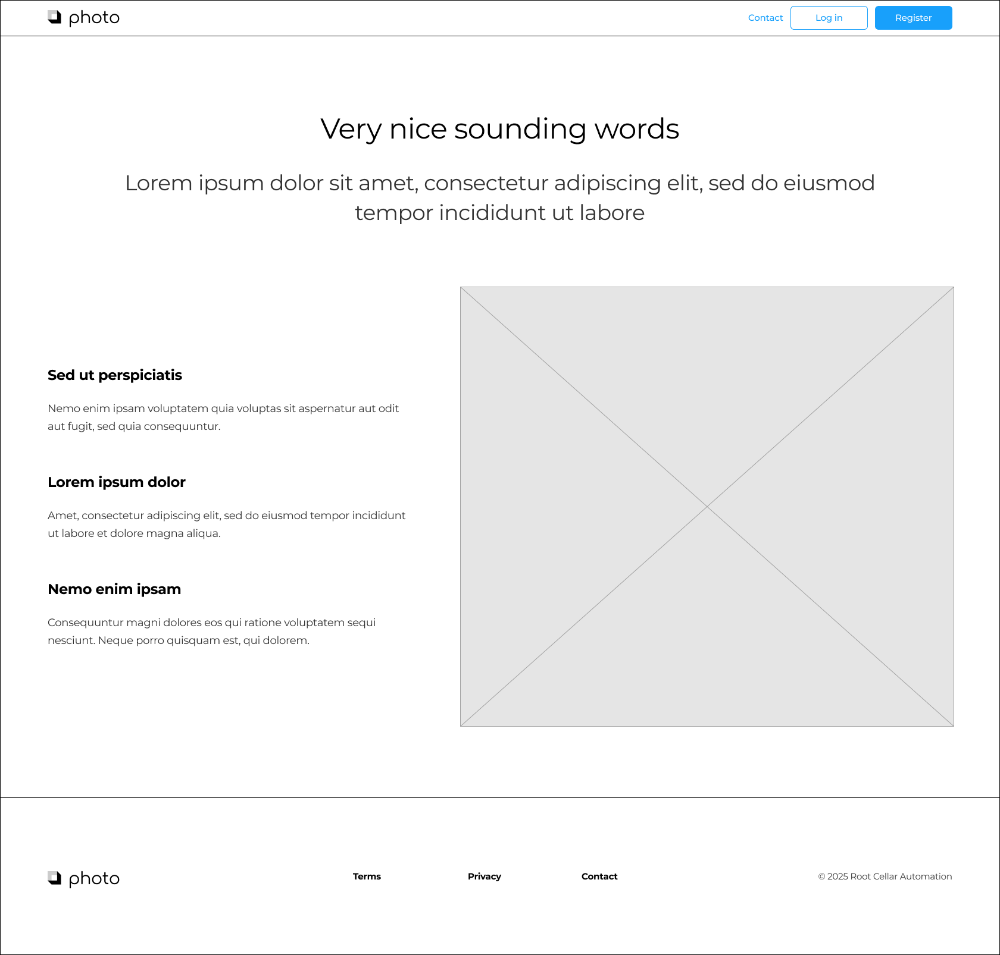 photo
Contact
Log in
Register
Very nice sounding words
Lorem ipsum dolor sit amet, consectetur adipiscing elit, sed do eiusmod
tempor incididunt ut labore
Sed ut perspiciatis
Nemo enim ipsam voluptatem quia voluptas sit aspernatur aut odit
aut fugit, sed quia consequuntur.
Lorem ipsum dolor
Amet, consectetur adipiscing elit, sed do eiusmod tempor incididunt
ut labore et dolore magna aliqua.
Nemo enim ipsam
Consequuntur magni dolores eos qui ratione voluptatem sequi
nesciunt. Neque porro quisquam est, qui dolorem.
photo
Terms
Privacy
Contact
© 2025 Root Cellar Automation